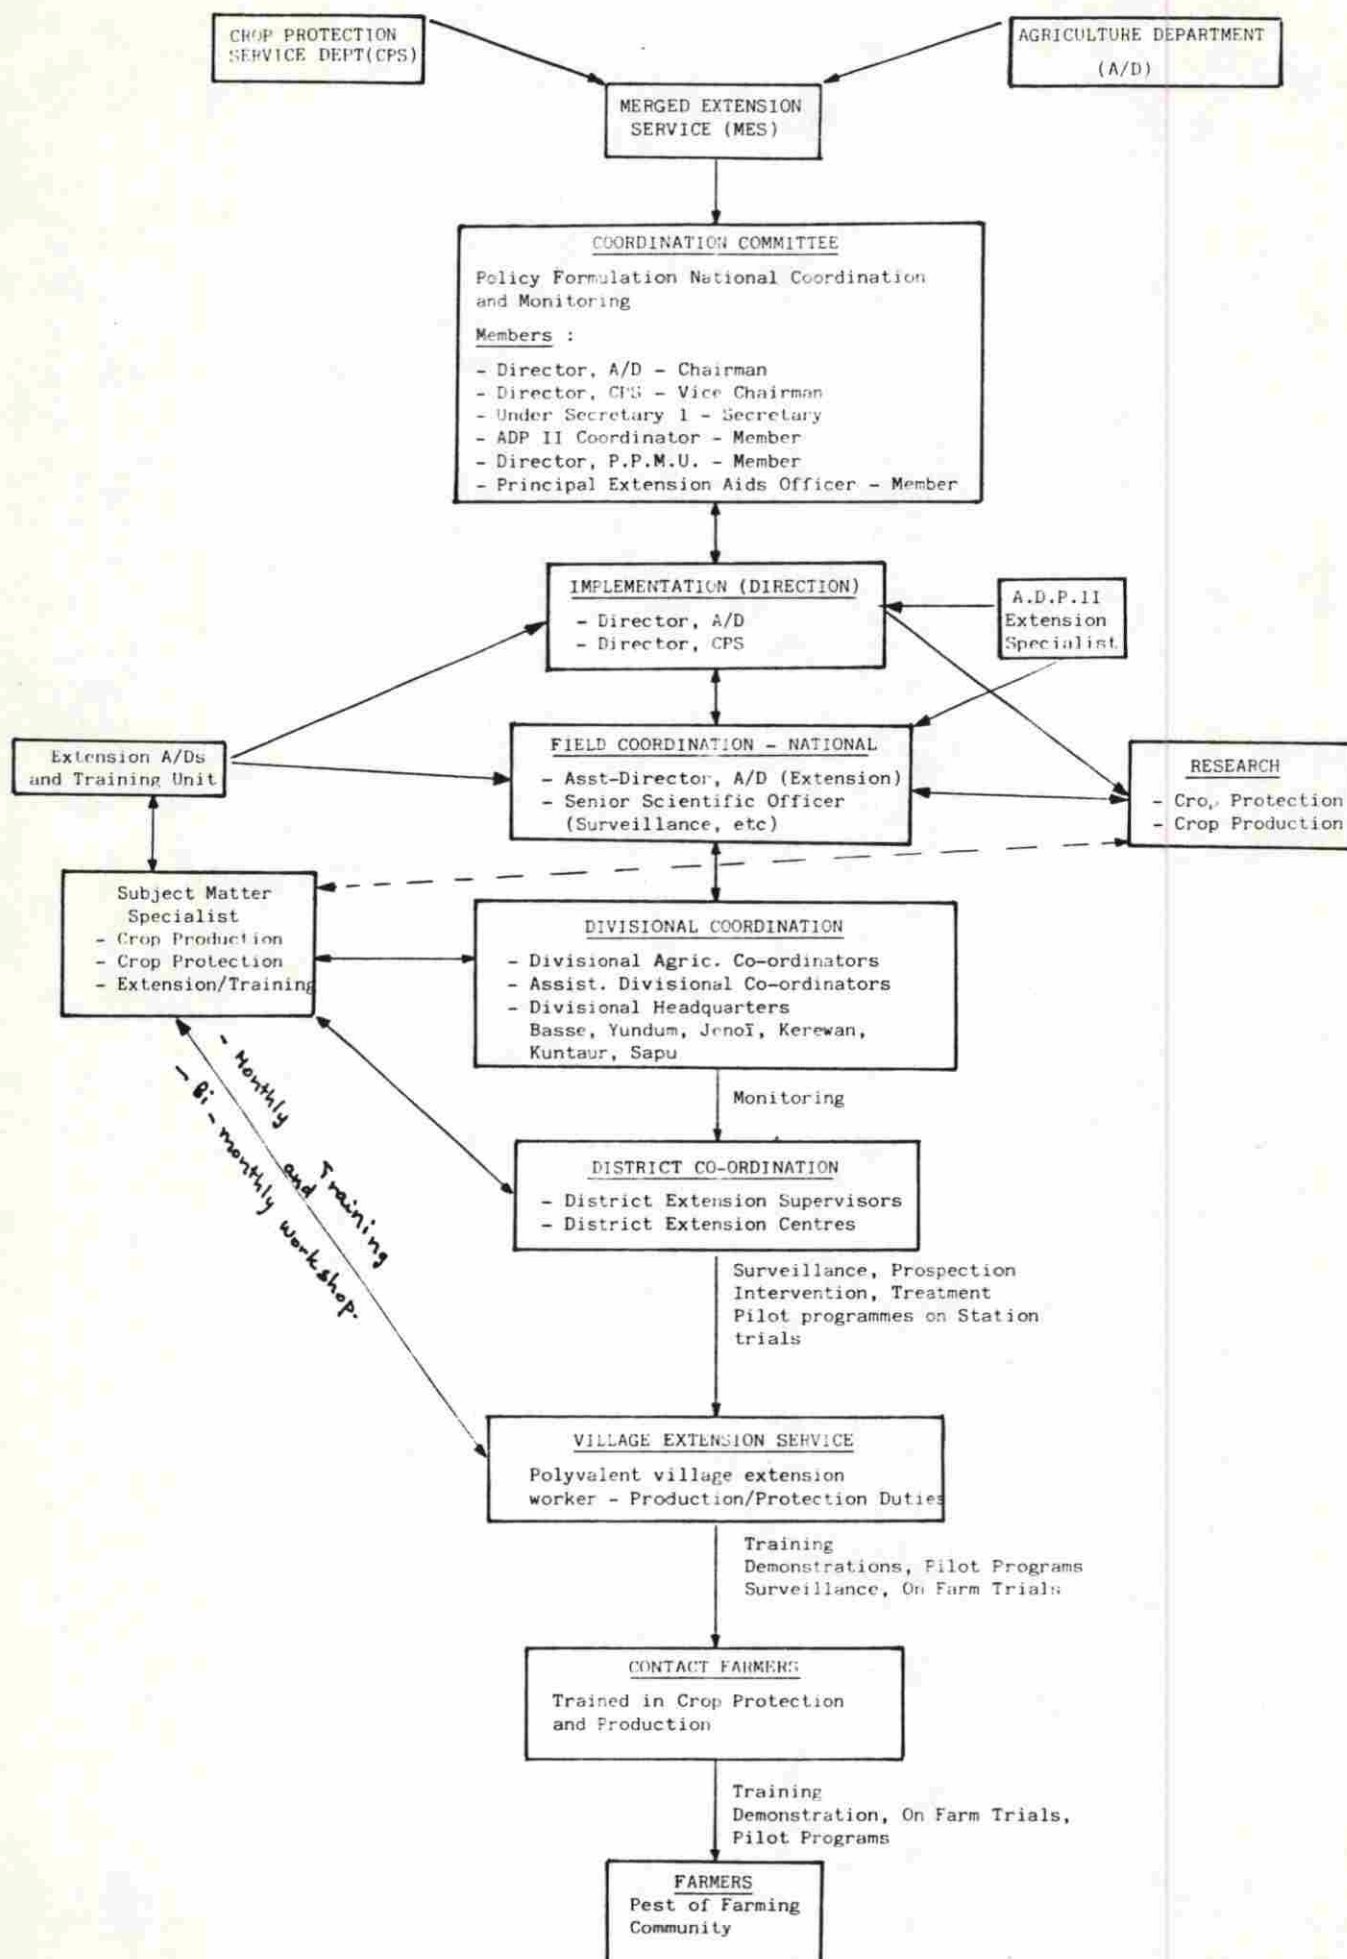 CROP PROTECTION
SERVICE DEPT(CPS)
AGRICULTURE DEPARTMENT
(A/D)
MERGED EXTENSION
SERVICE (MES)
COORDINATION COMMITTEE
Policy Formulation National Coordination
and Monitoring
Members :
- Director, A/D - Chairman
- Director, CPS - Vice Chairman
- Under Secretary 1 - Secretary
- ADP II Coordinator - Member
- Director, P.P.M.U. - Member
- Principal Extension Aids Officer - Member
IMPLEMENTATION (DIRECTION)
- Director, A/D
- Director, CPS
A.D.P.II
Extension
Specialist
Extension A/Ds
and Training Unit
FIELD COORDINATION - NATIONAL
- Asst-Director, A/D (Extension)
- Senior Scientific Officer
(Surveillance, etc)
RESEARCH
- Crop Protection
- Crop Production
Subject Matter
Specialist
- Crop Production
- Crop Protection
- Extension/Training
DIVISIONAL COORDINATION
- Divisional Agric. Co-ordinators
- Assist. Divisional Co-ordinators
- Divisional Headquarters
Basse, Yundum, Jenoï, Kerewan,
Kuntaur, Sapu
- Monthly Training
and
- Bi-monthly workshop.
Monitoring
DISTRICT CO-ORDINATION
- District Extension Supervisors
- District Extension Centres
Surveillance, Prospection
Intervention, Treatment
Pilot programmes on Station
trials
VILLAGE EXTENSION SERVICE
Polyvalent village extension
worker - Production/Protection Duties
Training
Demonstrations, Pilot Programs
Surveillance, On Farm Trials
CONTACT FARMERS
Trained in Crop Protection
and Production
Training
Demonstration, On Farm Trials,
Pilot Programs
FARMERS
Pest of Farming
Community